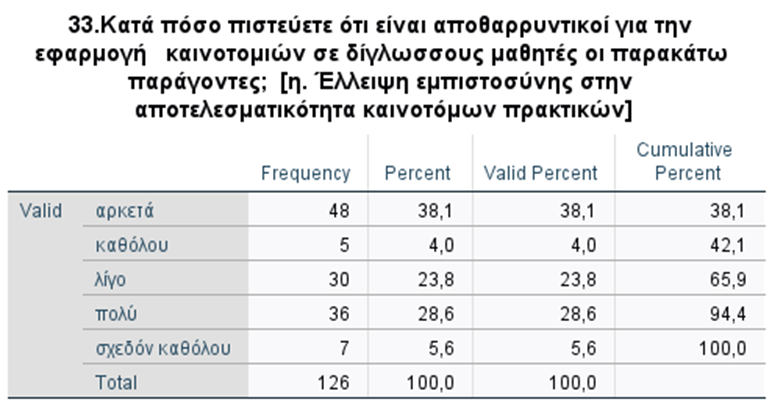 33.Κατά πόσο πιστεύετε ότι είναι αποθαρρυντικοί για την
εφαρμογή καινοτομιών σε δίγλωσσους μαθητές οι παρακάτω
παράγοντες; [η. Έλλειψη εμπιστοσύνης στην
αποτελεσματικότητα καινοτόμων πρακτικών]
Frequency Percent Valid Percent Cumulative Percent
Valid αρκετά 48 38,1 38,1 38,1
καθόλου 5 4,0 4,0 42,1
λίγο 30 23,8 23,8 65,9
πολύ 36 28,6 28,6 94,4
σχεδόν καθόλου 7 5,6 5,6 100,0
Total 126 100,0 100,0